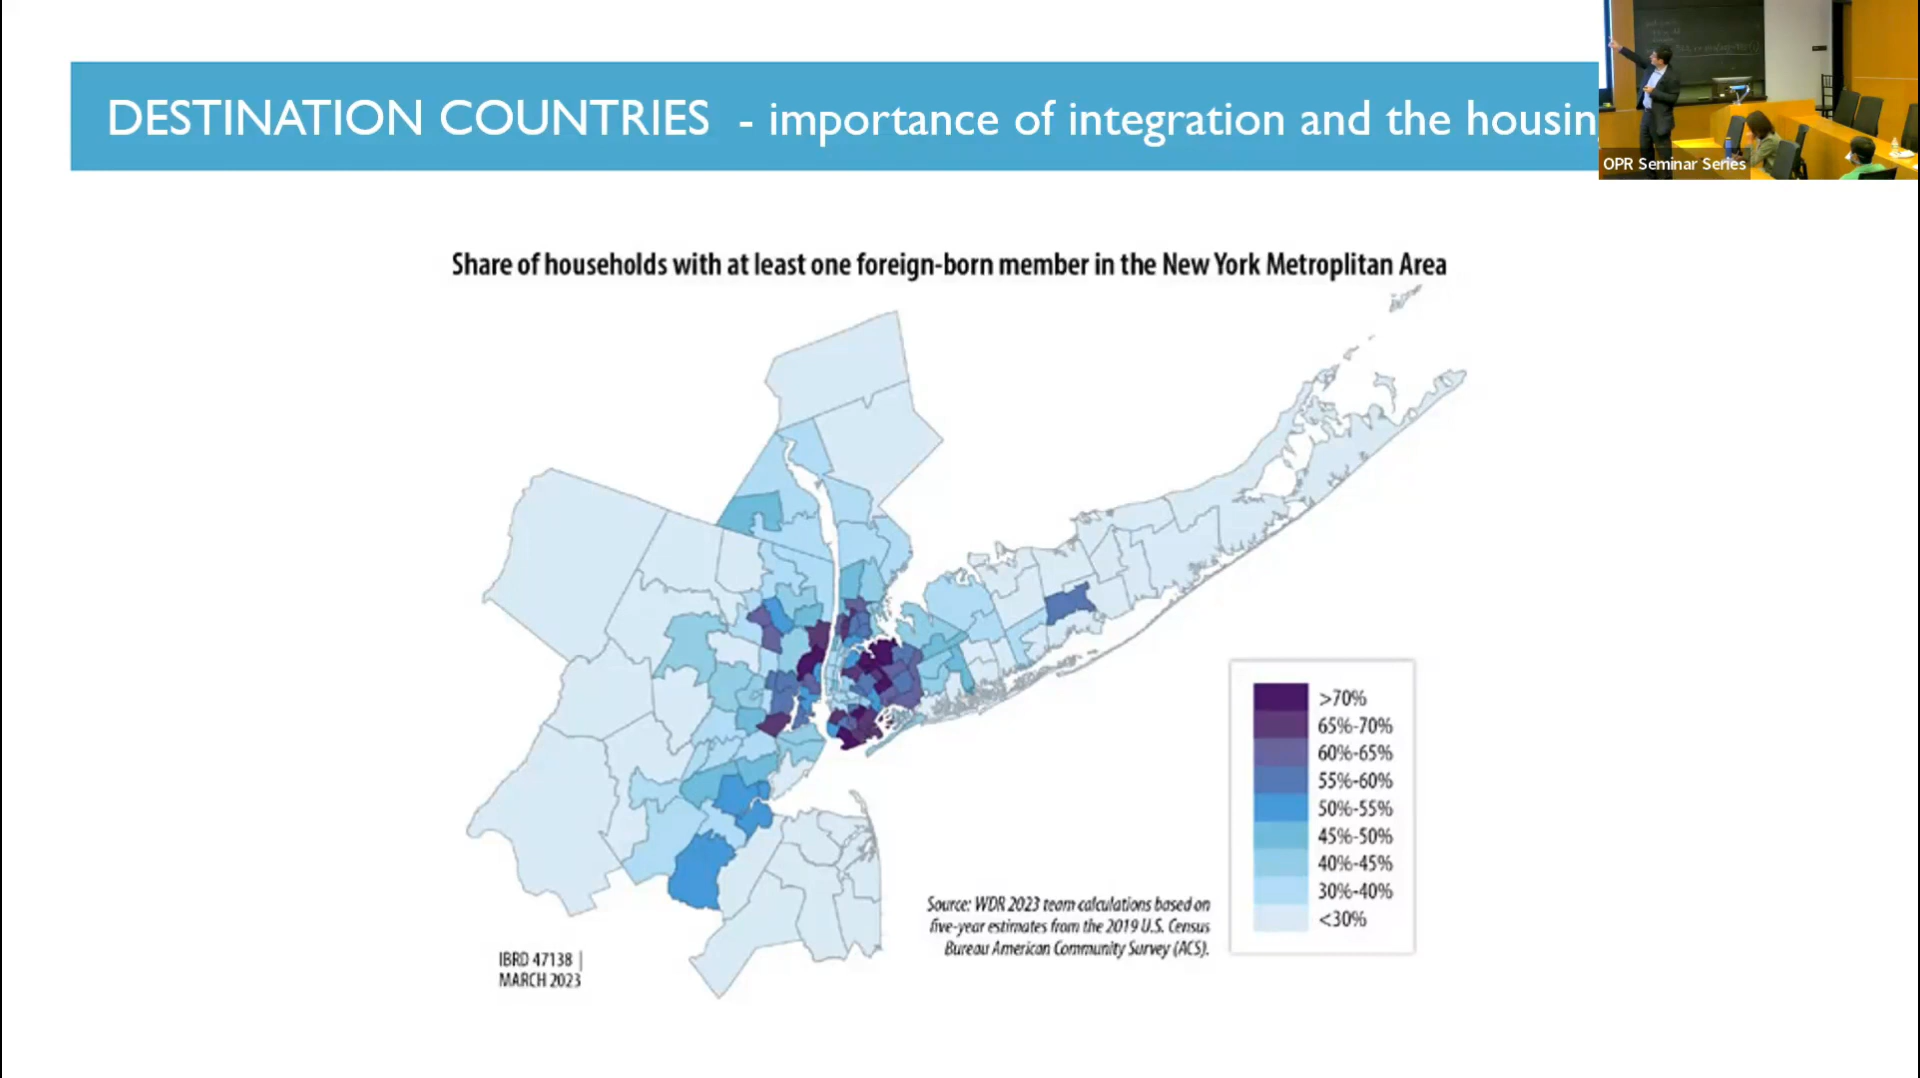 DESTINATION COUNTRIES - importance of integration and the housin
OPR Seminar Series
Share of households with at least one foreign-born member in the New York Metroplitan Area
>70%
65%-70%
60%-65%
55%-60%
50%-55%
45%-50%
40%-45%
30%-40%
<30%
Source: WDR 2023 team calculations based on
five-year estimates from the 2019 U.S. Census
Bureau American Community Survey (ACS).
IBRD 47138 |
MARCH 2023